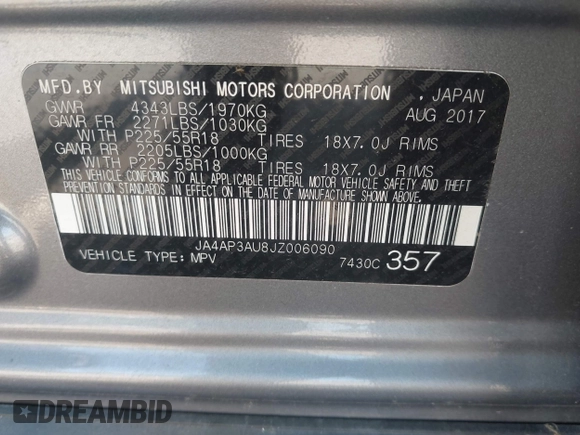 MFD.BY MITSUBISHI MOTORS CORPORATION . JAPAN
GVWR 4343LBS/1970KG AUG 2017
GAWR FR 2271LBS/1030KG
WITH P225/55R18 TIRES 18X7.0J RIMS
GAWR RR 2205LBS/1000KG
WITH P225/55R18 TIRES 18X7.0J RIMS
THIS VEHICLE CONFORMS TO ALL APPLICABLE FEDERAL MOTOR VEHICLE SAFETY AND THEFT
PREVENTION STANDARDS IN EFFECT ON THE DATE OF MANUFACTURE SHOWN ABOVE.
JA4AP3AU8JZ006090
VEHICLE TYPE: MPV 7430C 357
DREAMBID